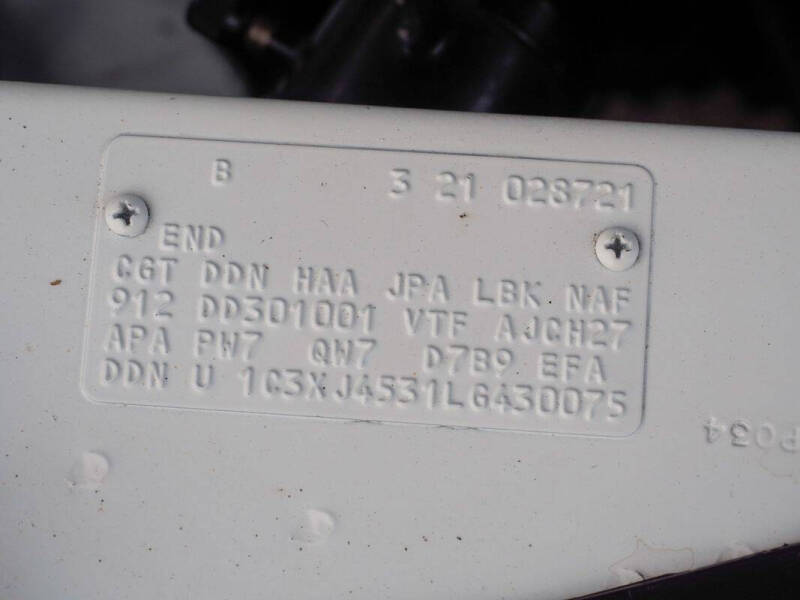 B 3 21 028721
END
CGT DDN HAA JPA LBK NAF
912 DD301001 VTF AJCH27
APA PW7 QW7 D7B9 EFA
DDN U 1C3XJ4531LG430075
P034